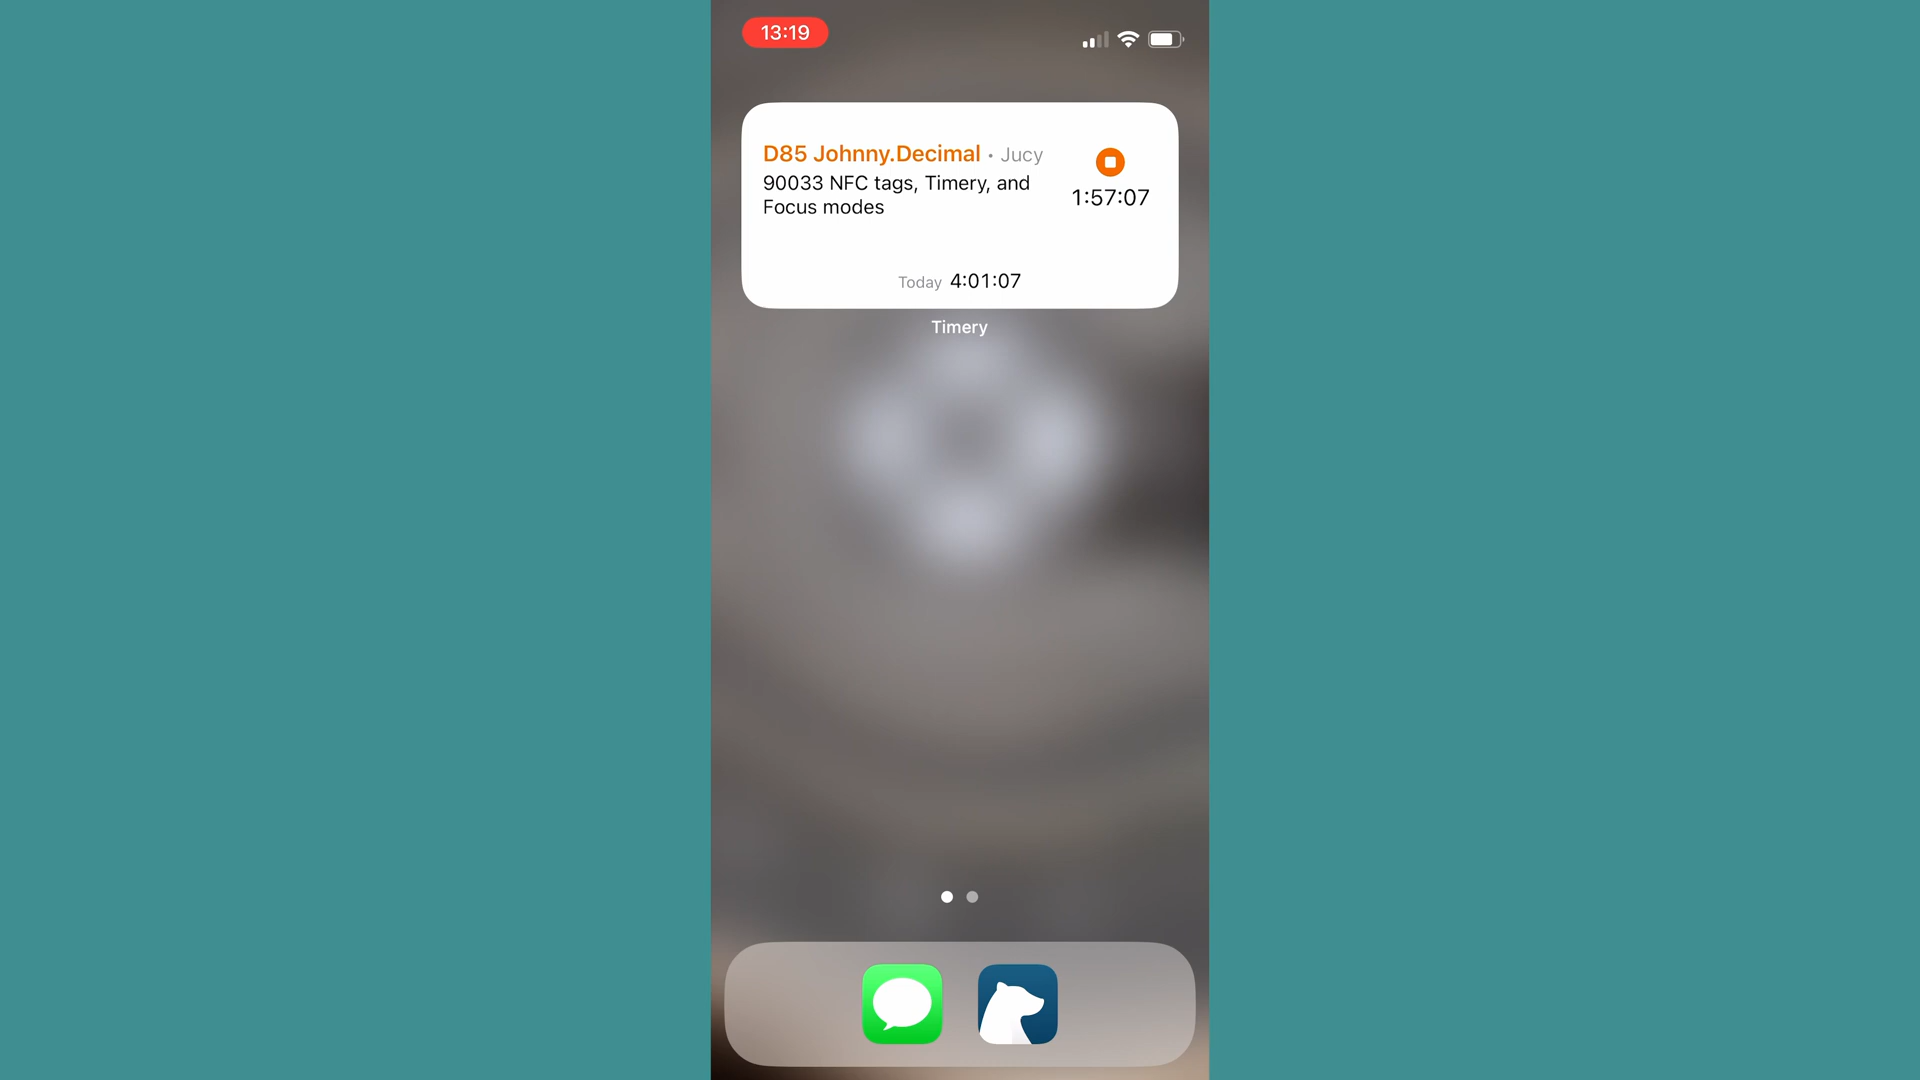 13:19
D85 Johnny.Decimal • Jucy
90033 NFC tags, Timery, and
Focus modes
1:57:07
Today 4:01:07
Timery